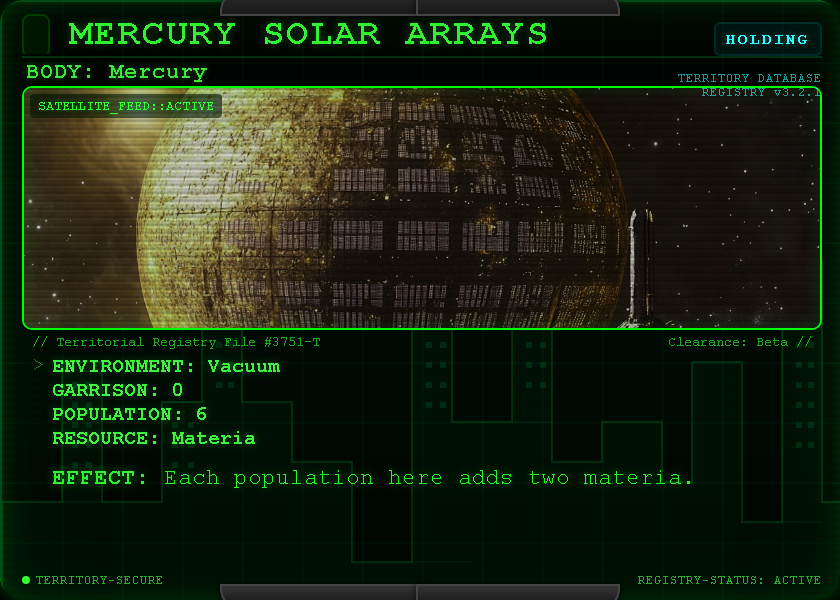 MERCURY SOLAR ARRAYS
HOLDING
BODY: Mercury
TERRITORY DATABASE
REGISTRY v3.2.1
SATELLITE_FEED::ACTIVE
// Territorial Registry File #3751-T
Clearance: Beta //
> ENVIRONMENT: Vacuum
GARRISON: 0
POPULATION: 6
RESOURCE: Materia
EFFECT: Each population here adds two materia.
TERRITORY-SECURE
REGISTRY-STATUS: ACTIVE